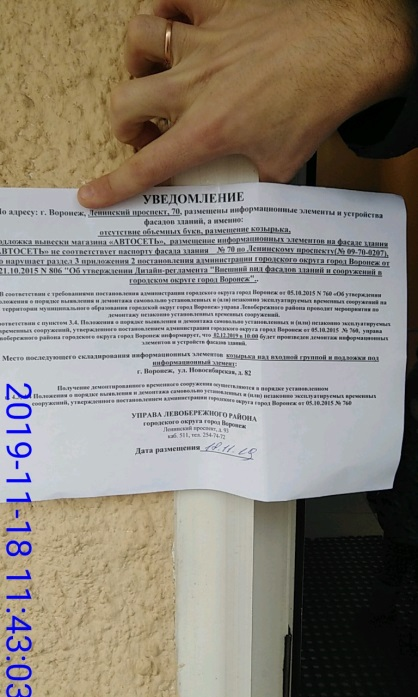 УВЕДОМЛЕНИЕ
По адресу: г. Воронеж, Ленинский проспект, 70, размещены информационные элементы и устройства
фасадов зданий, а именно:
отсутствие объемных букв, размещение козырька,
подложка вывески магазина «АВТОСЕТЬ», размещение информационных элементов на фасаде здания
«АВТОСЕТЬ» не соответствует паспорту фасада здания № 70 по Ленинскому проспекту(№ 09-70-0207),
что нарушает раздел 3 приложения 2 постановления администрации городского округа город Воронеж от
21.10.2015 N 806 "Об утверждении Дизайн-регламента "Внешний вид фасадов зданий и сооружений в
городском округе город Воронеж"..
В соответствии с требованиями постановления администрации городского округа город Воронеж от 05.10.2015 № 760 «Об утверждении
Положения о порядке выявления и демонтажа самовольно установленных и (или) незаконно эксплуатируемых временных сооружений на
территории муниципального образования городской округ город Воронеж» управа Левобережного района проводит мероприятия по
демонтажу незаконно установленных временных сооружений.
соответствии с пунктом 3.4. Положения о порядке выявления и демонтажа самовольно установленных и (или) незаконно эксплуатируемых
временных сооружений, утвержденного постановлением администрации городского округа город Воронеж от 05.10.2015 № 760, управа
Левобережного района городского округа город Воронеж информирует, что 02.12.2019 в 10:00 будет произведен демонтаж информационных
элементов и устройств фасадов зданий.
Место последующего складирования информационных элементов козырька над входной группой и подложки под
информационный элемент:
г. Воронеж, ул. Новосибирская, д. 82
Получение демонтированного временного сооружения осуществляются в порядке установленном
Положения о порядке выявления и демонтажа самовольно установленных и (или) незаконно эксплуатируемых временных
сооружений, утвержденного постановлением администрации городского округа город Воронеж от 05.10.2015 № 760
УПРАВА ЛЕВОБЕРЕЖНОГО РАЙОНА
городского округа город Воронеж
Ленинский проспект, д. 93
каб. 511, тел. 254-74-72
Дата размещения 18.11.19
2019-11-18 11:43:03